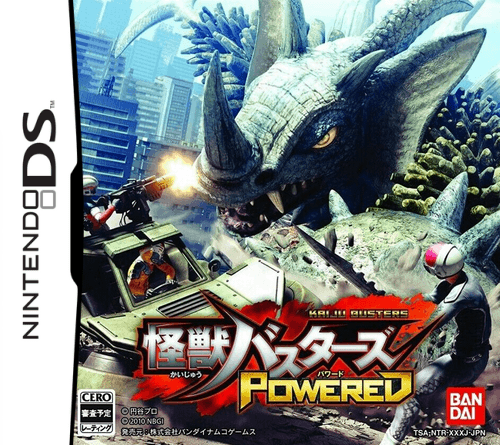 NINTENDO DS™
KAIJU BUSTERS
怪獣バスターズ
かいじゅう
パワード
POWERED
CERO
審査予定
レーティング
© 円谷プロ
© 2010 NBGI
発売元：株式会社バンダイナムコゲームス
BAN
DAI
TSA-NTR-XXXJ-JPN